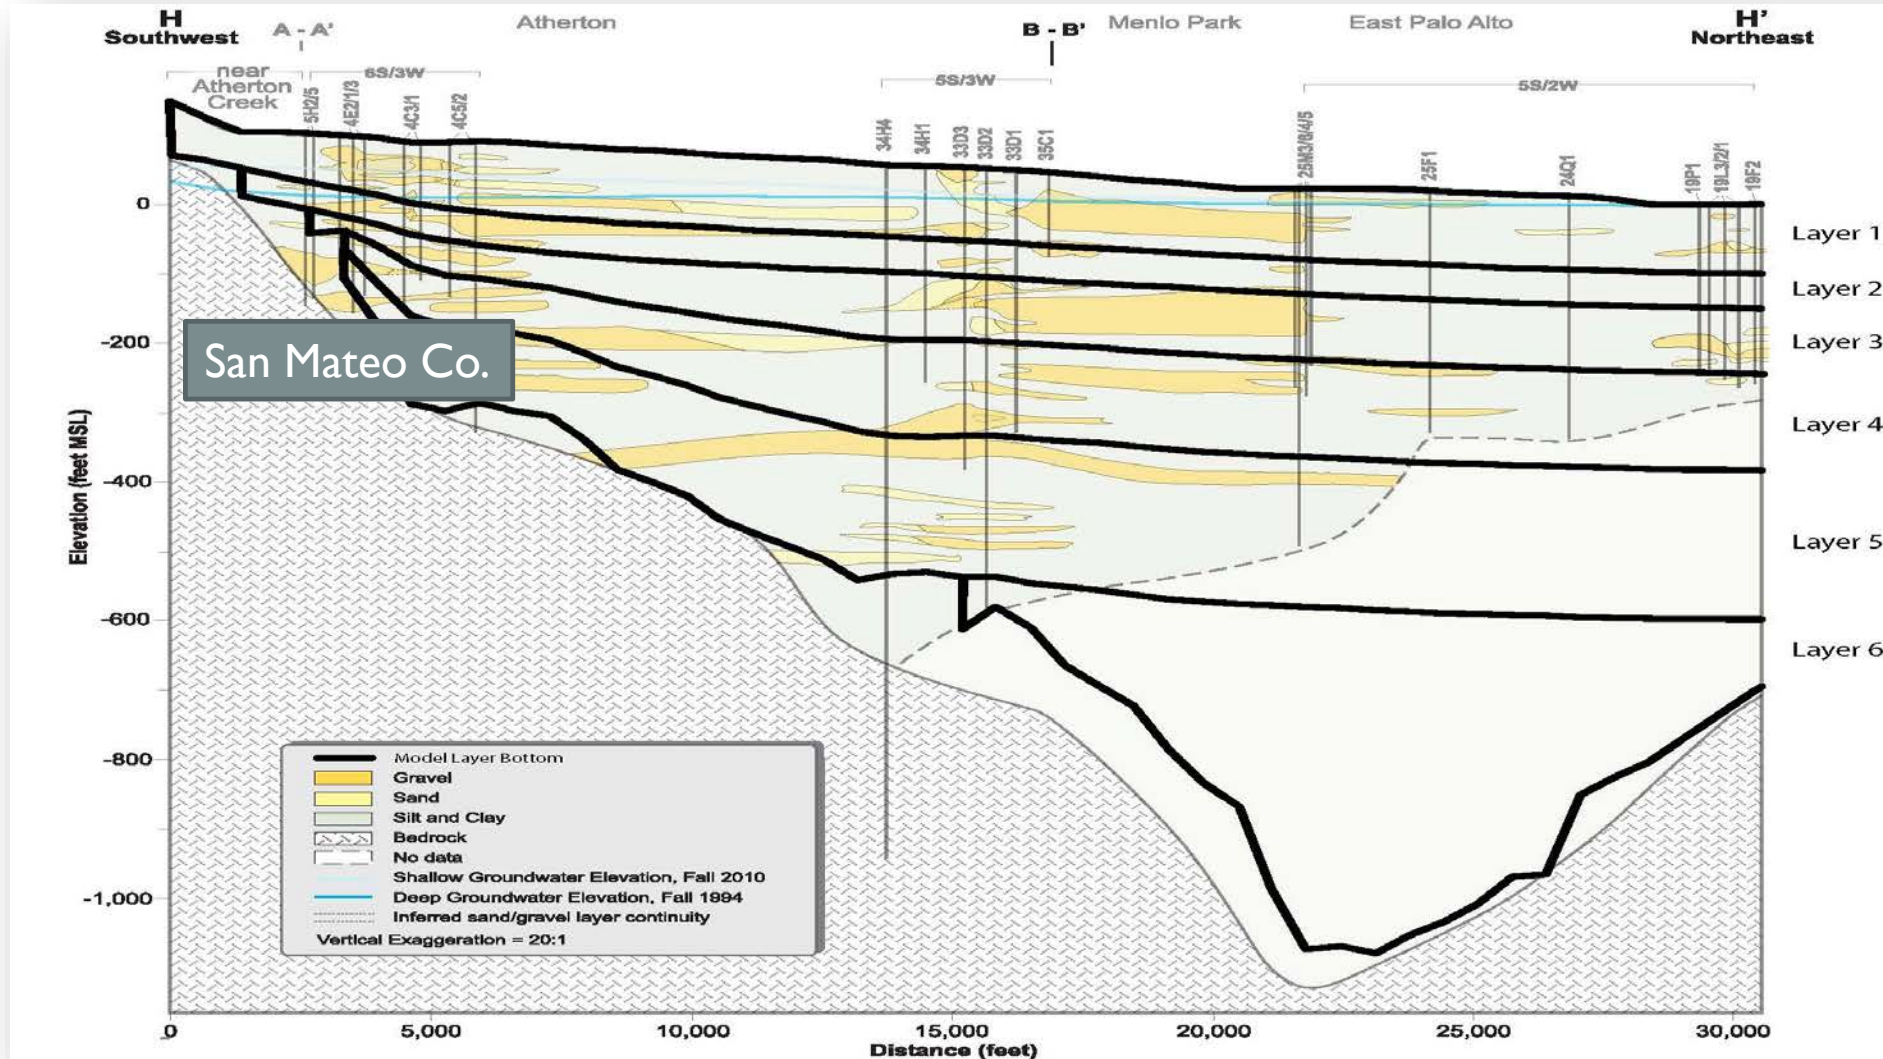 H
Southwest
A - A'
Atherton
B - B'
Menlo Park
East Palo Alto
H'
Northeast
near
Atherton
Creek
6S/3W
5S/3W
5S/2W
5H2/5
4E2/1/3
4C3/1
4C5/2
34H4
34H1
33D3
33D2
33D1
35C1
25F1
24Q1
19P1
19L3/2/1
19F2
0
-200
-400
-600
-800
-1,000
Elevation (feet MSL)
San Mateo Co.
Layer 1
Layer 2
Layer 3
Layer 4
Layer 5
Layer 6
Model Layer Bottom
Gravel
Sand
Silt and Clay
Bedrock
No data
Shallow Groundwater Elevation, Fall 2010
Deep Groundwater Elevation, Fall 1994
Inferred sand/gravel layer continuity
Vertical Exaggeration = 20:1
0
5,000
10,000
15,000
20,000
25,000
30,000
Distance (feet)